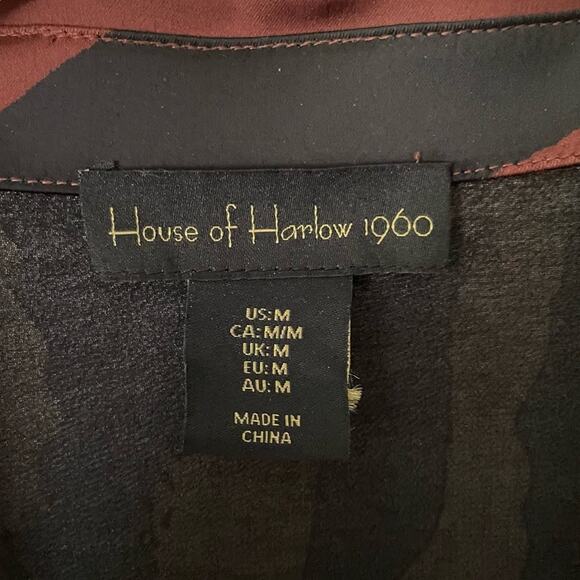 House of Harlow 1960
US: M
CA: M/M
UK: M
EU: M
AU: M
MADE IN
CHINA